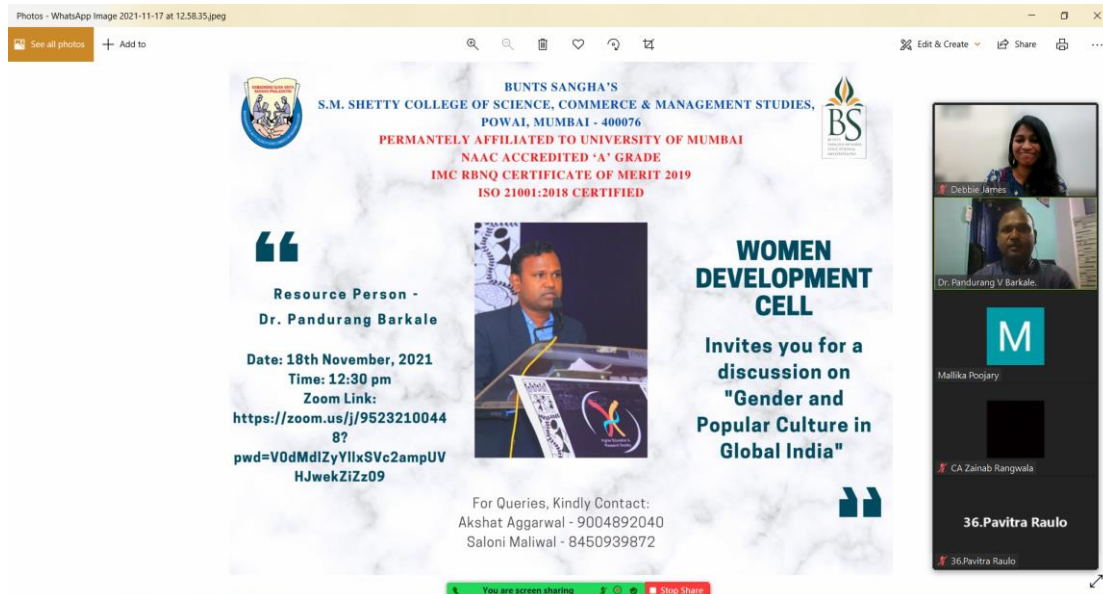 Photos - WhatsApp Image 2021-11-17 at 12.58.35.jpeg
See all photos
Add to
Edit & Create
Share
BUNTS SANGHA'S
S.M. SHETTY COLLEGE OF SCIENCE, COMMERCE & MANAGEMENT STUDIES,
POWAI, MUMBAI - 400076
PERMANTELY AFFILIATED TO UNIVERSITY OF MUMBAI
NAAC ACCREDITED 'A' GRADE
IMC RBNQ CERTIFICATE OF MERIT 2019
ISO 21001:2018 CERTIFIED
BS
Resource Person -
Dr. Pandurang Barkale
Date: 18th November, 2021
Time: 12:30 pm
Zoom Link:
https://zoom.us/j/9523210044
8?
pwd=V0dMdlZyYllxSVc2ampUV
HJwekZiZz09
WOMEN
DEVELOPMENT
CELL
Invites you for a
discussion on
"Gender and
Popular Culture in
Global India"
For Queries, Kindly Contact:
Akshat Aggarwal - 9004892040
Saloni Maliwal - 8450939872
Debbie James
Dr. Pandurang V Barkale.
M
Mallika Poojary
CA Zainab Rangwala
36.Pavitra Raulo
36.Pavitra Raulo
You are screen sharing
Stop Share